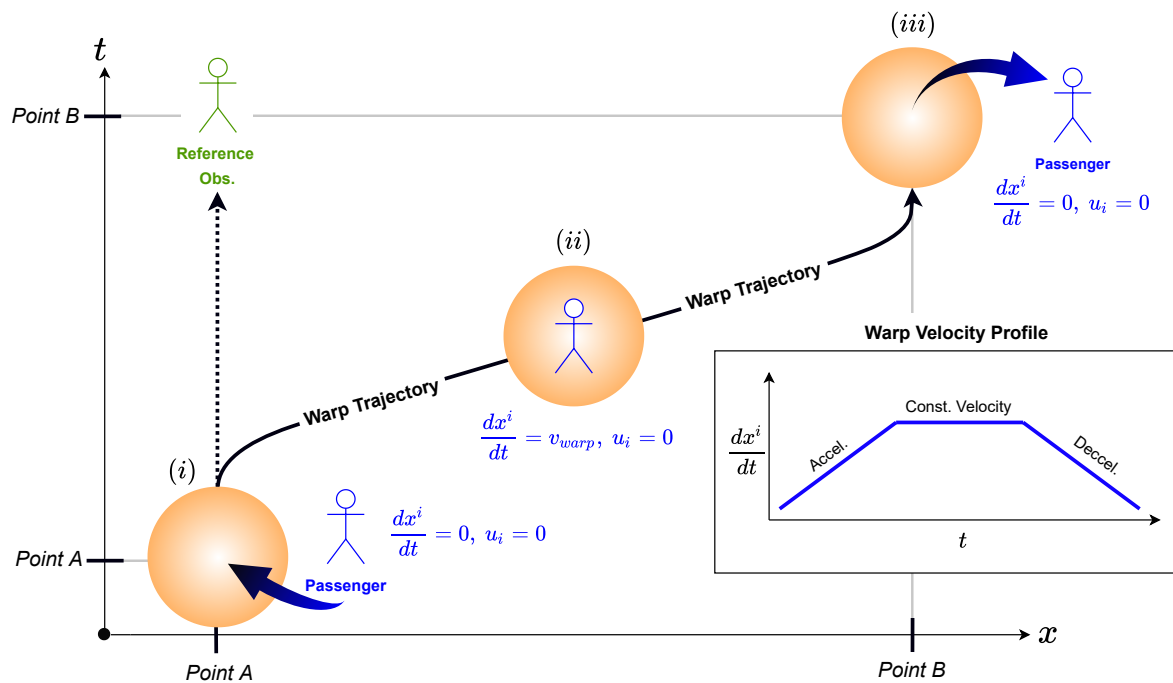 (iii)
t
Point B
Reference
Obs.
Passenger
dx^i/dt = 0, u_i = 0
(ii)
Warp Trajectory
Warp Velocity Profile
Warp Trajectory
Const. Velocity
dx^i/dt = v_warp, u_i = 0
dx^i/dt
Accel.
Deccel.
(i)
dx^i/dt = 0, u_i = 0
t
Point A
Passenger
x
Point A
Point B